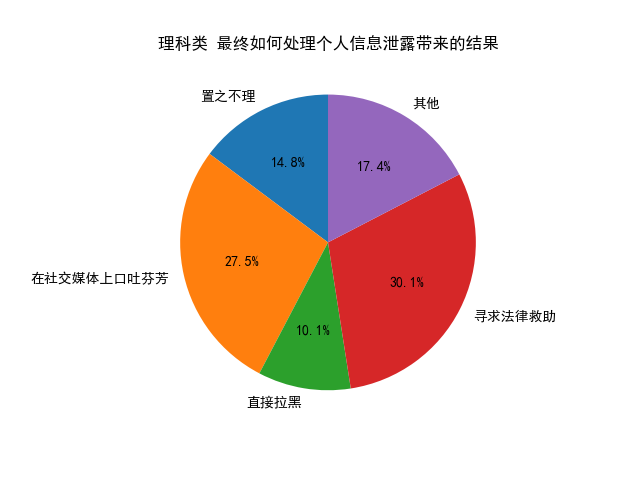 理科类 最终如何处理个人信息泄露带来的结果
置之不理
其他
14.8%
17.4%
27.5%
在社交媒体上口吐芬芳
30.1%
寻求法律救助
10.1%
直接拉黑